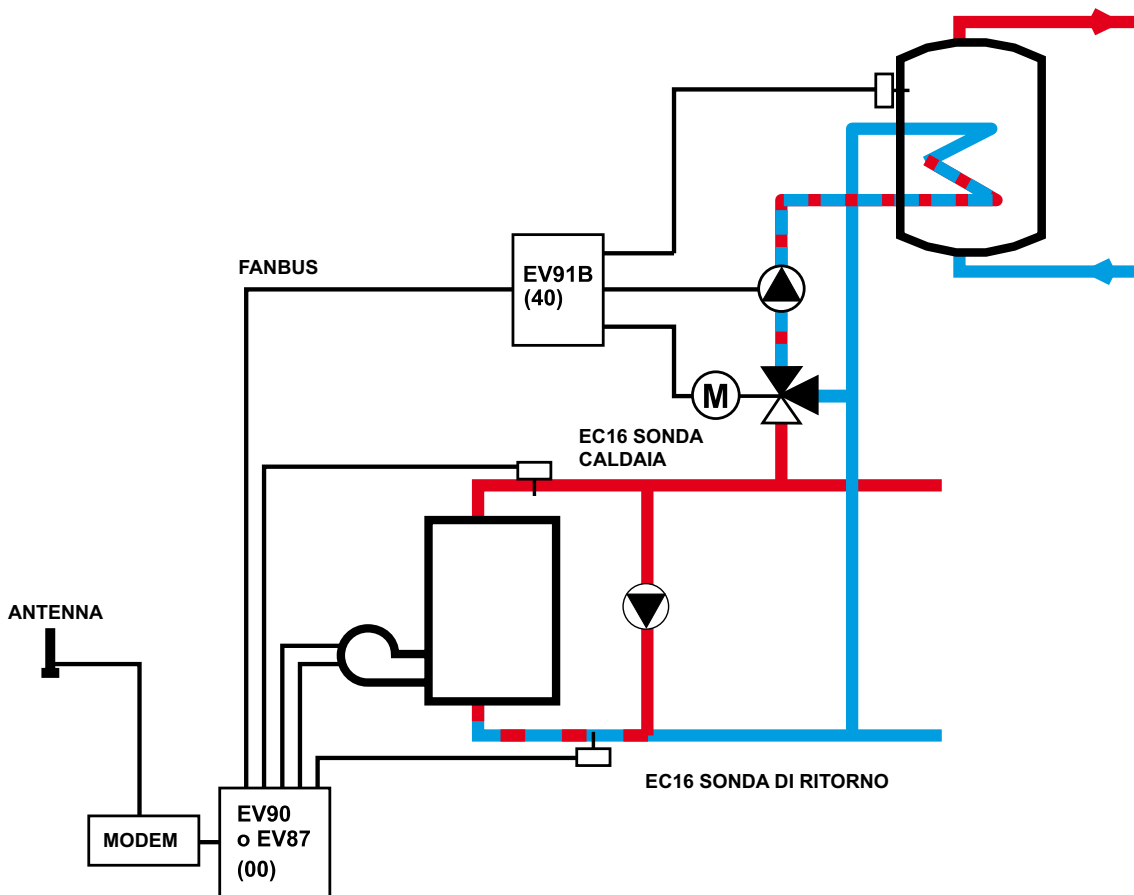 FANBUS
EV91B
(40)
M
EC16 SONDA
CALDAIA
ANTENNA
EC16 SONDA DI RITORNO
MODEM
EV90
o EV87
(00)